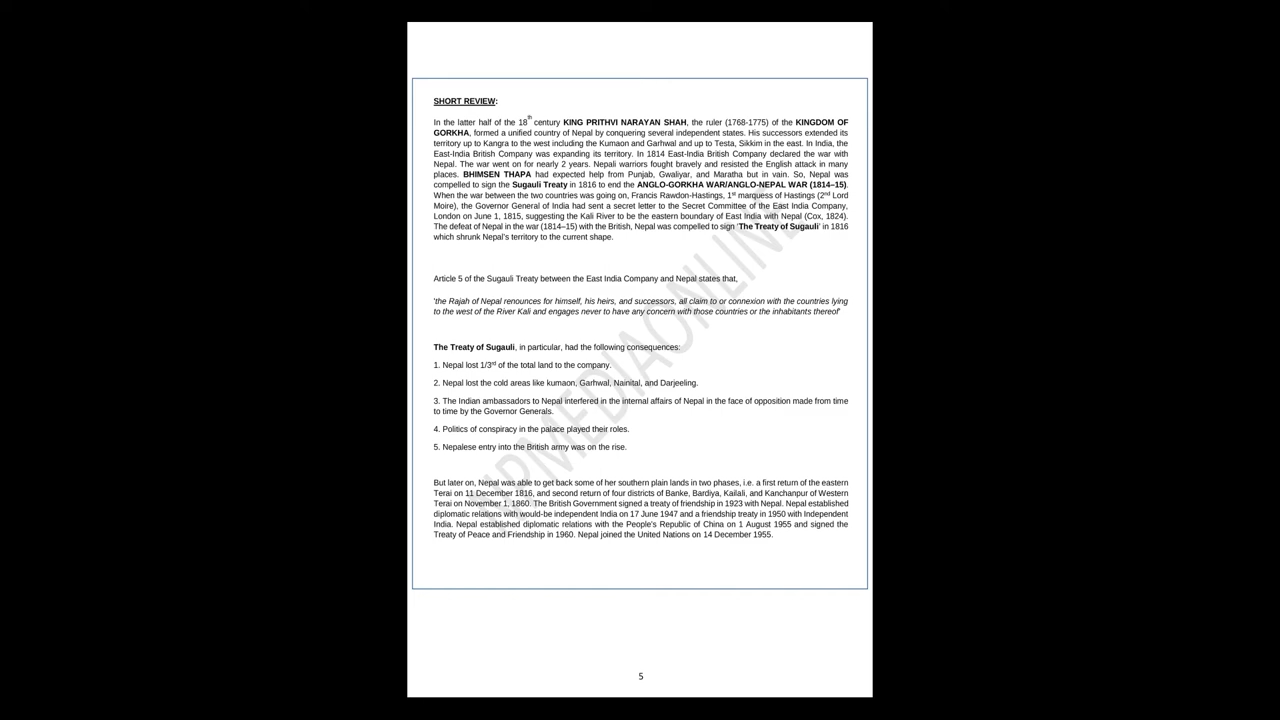 SHORT REVIEW:
In the latter half of the 18th century KING PRITHVI NARAYAN SHAH, the ruler (1768-1775) of the KINGDOM OF
GORKHA, formed a unified country of Nepal by conquering several independent states. His successors extended its
territory up to Kangra to the west including the Kumaon and Garhwal and up to Testa, Sikkim in the east. In India, the
East-India British Company was expanding its territory. In 1814 East-India British Company declared the war with
Nepal. The war went on for nearly 2 years. Nepali warriors fought bravely and resisted the English attack in many
places. BHIMSEN THAPA had expected help from Punjab, Gwaliyar, and Maratha but in vain. So, Nepal was
compelled to sign the Sugauli Treaty in 1816 to end the ANGLO-GORKHA WAR/ANGLO-NEPAL WAR (1814–15).
When the war between the two countries was going on, Francis Rawdon-Hastings, 1st marquess of Hastings (2nd Lord
Moire), the Governor General of India had sent a secret letter to the Secret Committee of the East India Company,
London on June 1, 1815, suggesting the Kali River to be the eastern boundary of East India with Nepal (Cox, 1824).
The defeat of Nepal in the war (1814–15) with the British, Nepal was compelled to sign 'The Treaty of Sugauli' in 1816
which shrunk Nepal's territory to the current shape.
Article 5 of the Sugauli Treaty between the East India Company and Nepal states that,
'the Rajah of Nepal renounces for himself, his heirs, and successors, all claim to or connexion with the countries lying
to the west of the River Kali and engages never to have any concern with those countries or the inhabitants thereof'
The Treaty of Sugauli, in particular, had the following consequences:
1. Nepal lost 1/3rd of the total land to the company.
2. Nepal lost the cold areas like kumaon, Garhwal, Nainital, and Darjeeling.
3. The Indian ambassadors to Nepal interfered in the internal affairs of Nepal in the face of opposition made from time
to time by the Governor Generals.
4. Politics of conspiracy in the palace played their roles.
5. Nepalese entry into the British army was on the rise.
But later on, Nepal was able to get back some of her southern plain lands in two phases, i.e. a first return of the eastern
Terai on 11 December 1816, and second return of four districts of Banke, Bardiya, Kailali, and Kanchanpur of Western
Terai on November 1, 1860. The British Government signed a treaty of friendship in 1923 with Nepal. Nepal established
diplomatic relations with would-be independent India on 17 June 1947 and a friendship treaty in 1950 with Independent
India. Nepal established diplomatic relations with the People's Republic of China on 1 August 1955 and signed the
Treaty of Peace and Friendship in 1960. Nepal joined the United Nations on 14 December 1955.
5